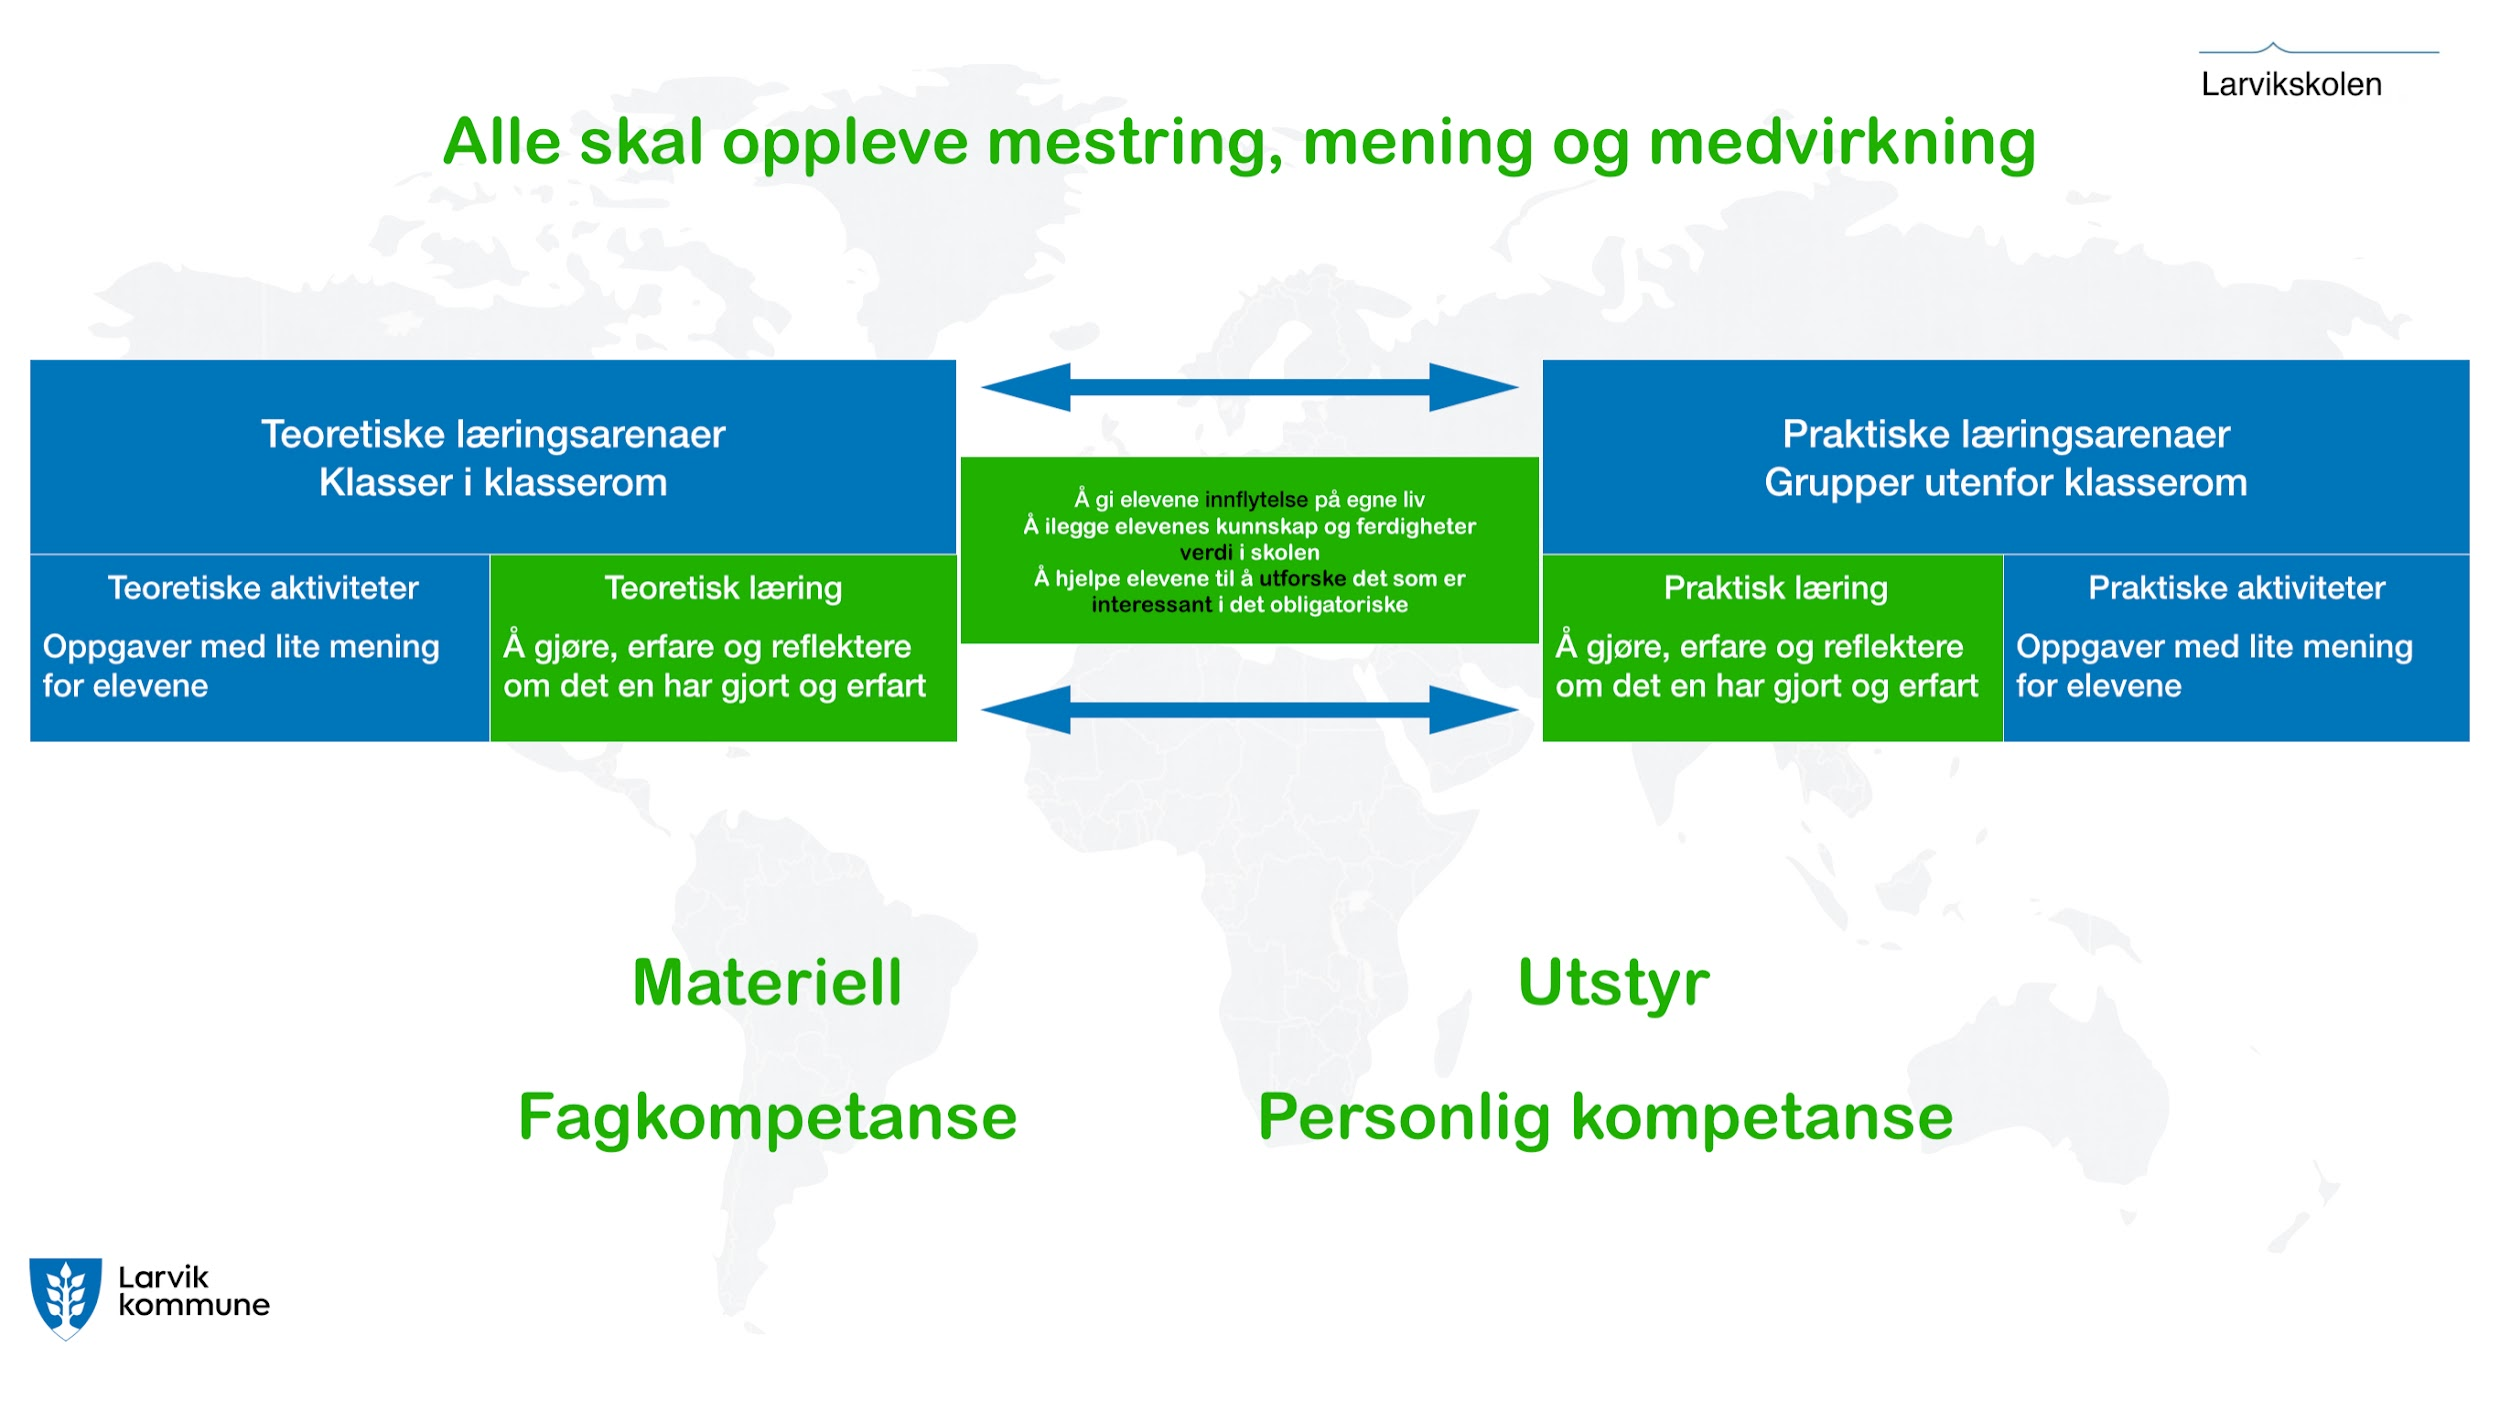 Larvikskolen
Alle skal oppleve mestring, mening og medvirkning
Teoretiske læringsarenaer
Klasser i klasserom
Teoretiske aktiviteter
Oppgaver med lite mening
for elevene
Teoretisk læring
Å gjøre, erfare og reflektere
om det en har gjort og erfart
Å gi elevene innflytelse på egne liv
Å ilegge elevenes kunnskap og ferdigheter
verdi i skolen
Å hjelpe elevene til å utforske det som er
interessant i det obligatoriske
Praktiske læringsarenaer
Grupper utenfor klasserom
Praktisk læring
Å gjøre, erfare og reflektere
om det en har gjort og erfart
Praktiske aktiviteter
Oppgaver med lite mening
for elevene
Materiell
Utstyr
Fagkompetanse
Personlig kompetanse
Larvik
kommune